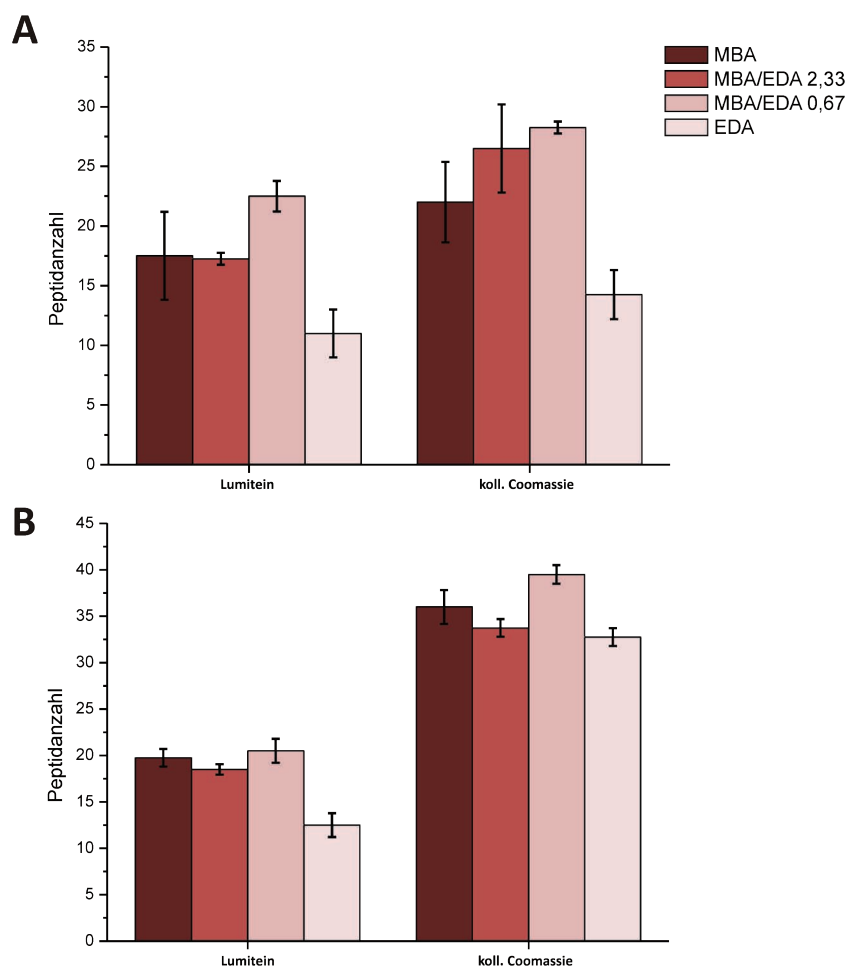 A
35
30
25
20
15
10
5
0
Peptidanzahl
Lumitein
koll. Coomassie
MBA
MBA/EDA 2,33
MBA/EDA 0,67
EDA
B
45
40
35
30
25
20
15
10
5
0
Peptidanzahl
Lumitein
koll. Coomassie